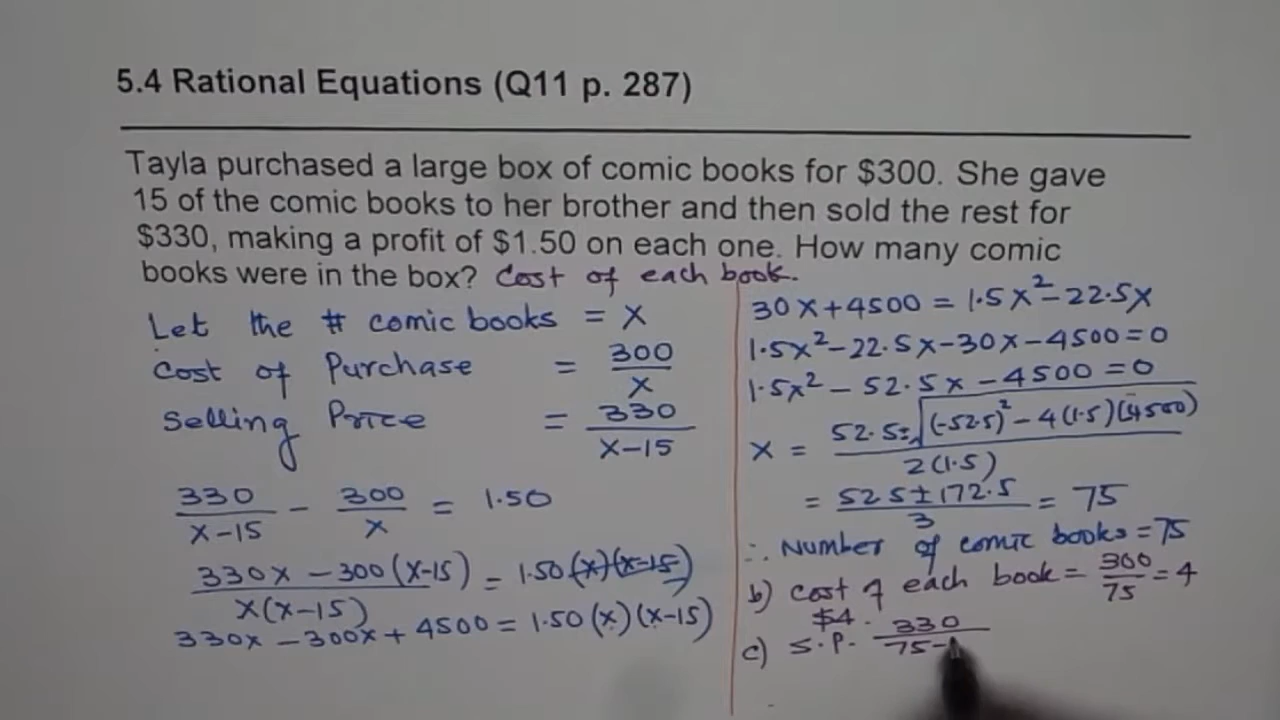 5.4 Rational Equations (Q11 p. 287)
Tayla purchased a large box of comic books for $300. She gave
15 of the comic books to her brother and then sold the rest for
$330, making a profit of $1.50 on each one. How many comic
books were in the box? Cost of each book.
Let the # comic books = x
Cost of Purchase = 300/x
Selling Price = 330/x-15
330/x-15 - 300/x = 1.50
330x - 300(x-15)/x(x-15) = 1.50(x)(x-15)
330x - 300x + 4500 = 1.50(x)(x-15)
30x + 4500 = 1.5x² - 22.5x
1.5x² - 22.5x - 30x - 4500 = 0
1.5x² - 52.5x - 4500 = 0
x = 52.5 ± √(-52.5)² - 4(1.5)(4500)/2(1.5)
= 52.5 ± 172.5/3 = 75
∴ Number of comic books = 75
b) Cost of each book = 300/75 = 4
$4.
c) S.P. 330/75-